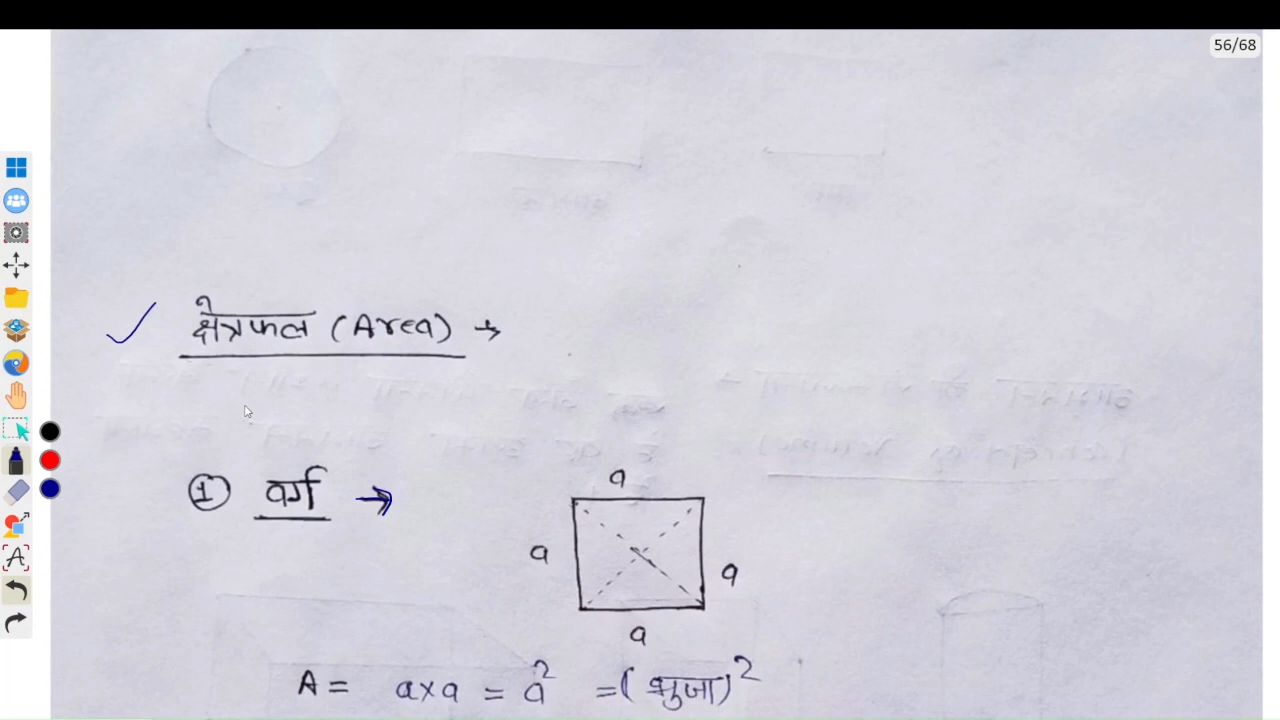 56/68
क्षेत्रफल (Area) →
① वर्ग →
a
a
a
a
A = a×a = a² = (भुजा)²